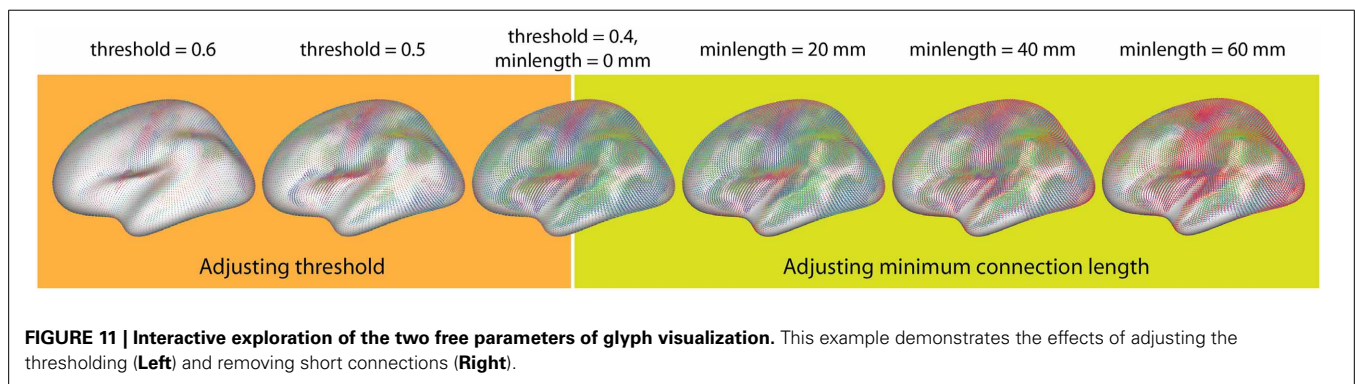 threshold = 0.6
threshold = 0.5
threshold = 0.4,
minlength = 0 mm
minlength = 20 mm
minlength = 40 mm
minlength = 60 mm
Adjusting threshold
Adjusting minimum connection length
FIGURE 11 | Interactive exploration of the two free parameters of glyph visualization. This example demonstrates the effects of adjusting the
thresholding (Left) and removing short connections (Right).